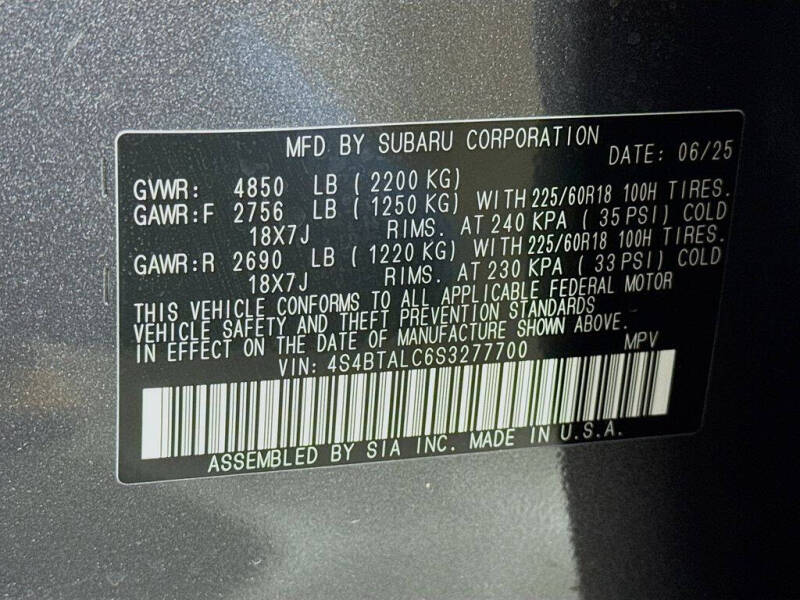 MFD BY SUBARU CORPORATION
DATE: 06/25
GVWR: 4850 LB ( 2200 KG)
GAWR:F 2756 LB ( 1250 KG) WITH 225/60R18 100H TIRES.
18X7J RIMS. AT 240 KPA ( 35 PSI) COLD
GAWR:R 2690 LB ( 1220 KG) WITH 225/60R18 100H TIRES.
18X7J RIMS. AT 230 KPA ( 33 PSI) COLD
THIS VEHICLE CONFORMS TO ALL APPLICABLE FEDERAL MOTOR
VEHICLE SAFETY AND THEFT PREVENTION STANDARDS
IN EFFECT ON THE DATE OF MANUFACTURE SHOWN ABOVE.
VIN: 4S4BTALC6S3277700 MPV
ASSEMBLED BY SIA INC. MADE IN U.S.A.